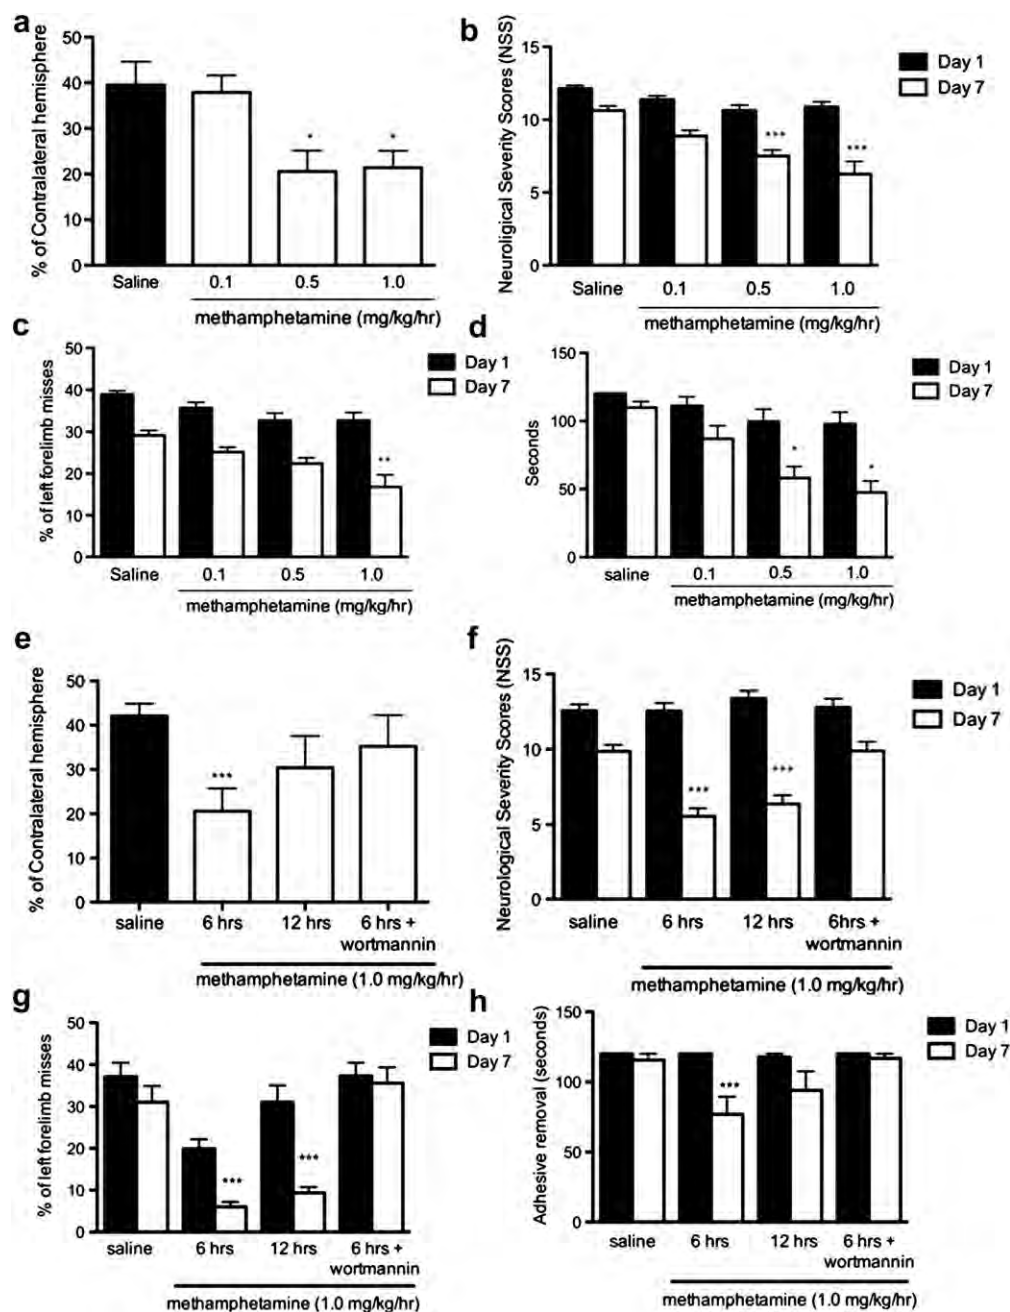 a
% of Contralateral hemisphere
50
40
30
20
10
0
*
*
Saline
0.1
0.5
1.0
methamphetamine (mg/kg/hr)
b
Neuroligical Severity Scores (NSS)
15
10
5
0
***
***
Day 1
Day 7
Saline
0.1
0.5
1.0
methamphetamine (mg/kg/hr)
c
% of left forelimb misses
50
40
30
20
10
0
**
Day 1
Day 7
Saline
0.1
0.5
1.0
methamphetamine (mg/kg/hr)
d
Seconds
150
100
50
0
*
*
Day 1
Day 7
saline
0.1
0.5
1.0
methamphetamine (mg/kg/hr)
e
% of Contralateral hemisphere
50
40
30
20
10
0
***
saline
6 hrs
12 hrs
6 hrs +
wortmannin
methamphetamine (1.0 mg/kg/hr)
f
Neurological Severity Scores (NSS)
15
10
5
0
***
***
Day 1
Day 7
saline
6 hrs
12 hrs
6hrs +
wortmannin
methamphetamine (1.0 mg/kg/hr)
g
% of left forelimb misses
50
40
30
20
10
0
***
***
Day 1
Day 7
saline
6 hrs
12 hrs
6 hrs +
wortmannin
methamphetamine (1.0 mg/kg/hr)
h
Adhesive removal (seconds)
150
100
50
0
***
Day 1
Day 7
saline
6 hrs
12 hrs
6 hrs +
wortmannin
methamphetamine (1.0 mg/kg/hr)